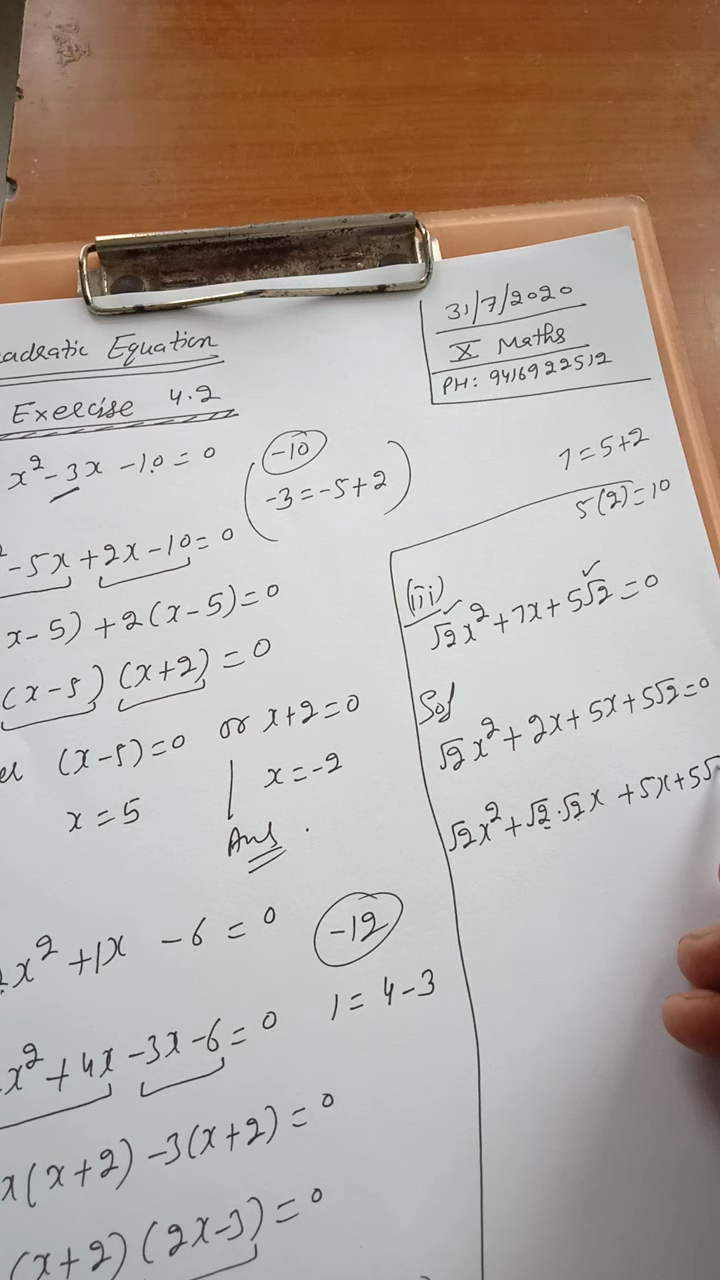 adratic Equation
Exercise 4.2
31/7/2020
X Maths
PH: 9416922512
x² - 3x - 10 = 0
-10
(-3 = -5 + 2)
- 5x + 2x - 10 = 0
x - 5) + 2(x - 5) = 0
(x - 5) (x + 2) = 0
(x - 5) = 0 or x + 2 = 0
x = 5 | x = -2
Ans.
x² + 1x - 6 = 0
-12
x² + 4x - 3x - 6 = 0
1 = 4 - 3
x(x + 2) - 3(x + 2) = 0
(x + 2) (2x - 3) = 0
7 = 5 + 2
5(2) = 10
(iii)
√2x² + 7x + 5√2 = 0
Sol
√2x² + 2x + 5x + 5√2 = 0
√2x² + √2·√2x + 5x + 5√